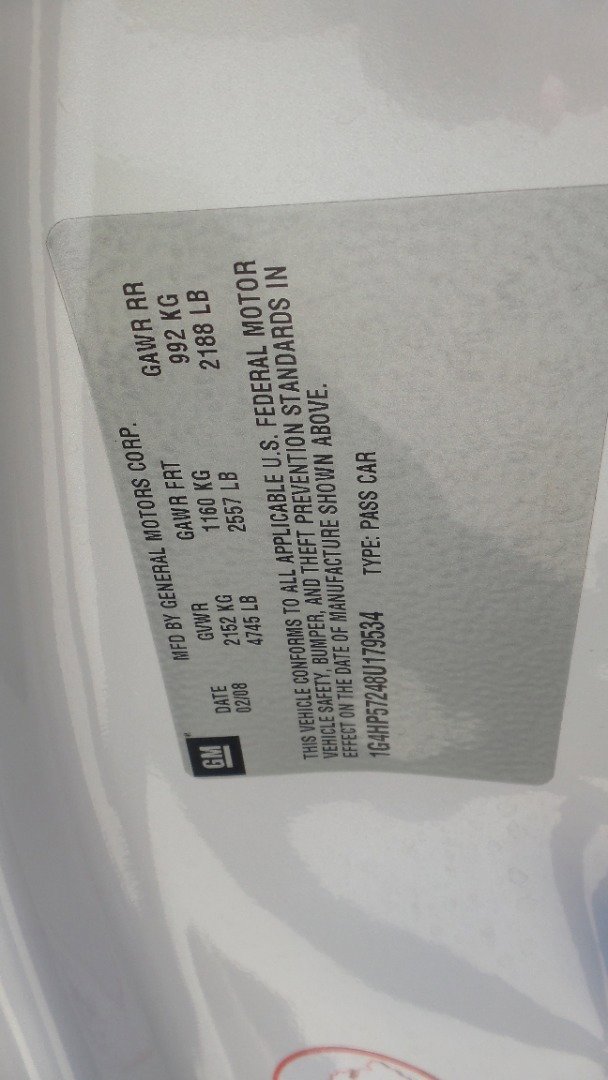 GM
MFD BY GENERAL MOTORS CORP.
DATE GVWR GAWR FRT GAWR RR
02/08 2152 KG 1160 KG 992 KG
4745 LB 2557 LB 2188 LB
THIS VEHICLE CONFORMS TO ALL APPLICABLE U.S. FEDERAL MOTOR
VEHICLE SAFETY, BUMPER, AND THEFT PREVENTION STANDARDS IN
EFFECT ON THE DATE OF MANUFACTURE SHOWN ABOVE.
1G4HP57248U179534 TYPE: PASS CAR